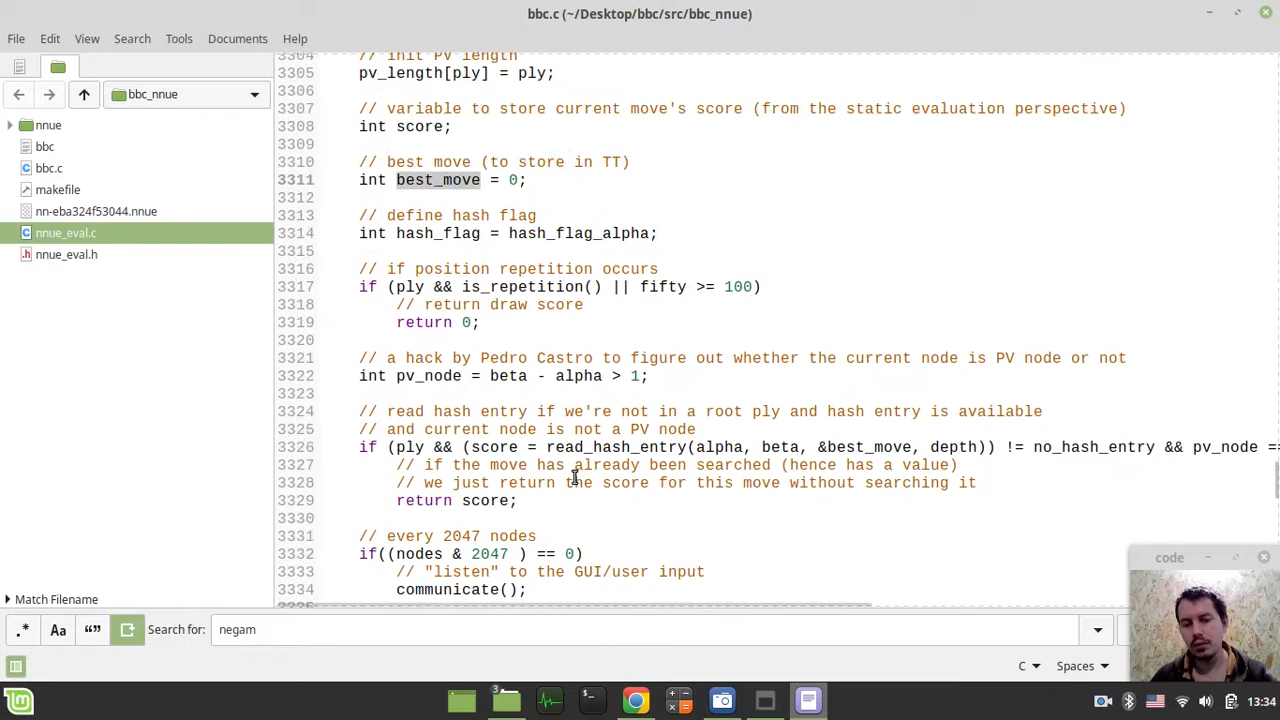 bbc.c (~/Desktop/bbc/src/bbc_nnue)
File Edit View Search Tools Documents Help
bbc_nnue
nnue
bbc
bbc.c
makefile
nn-eba324f53044.nnue
nnue_eval.c
nnue_eval.h
Match Filename
3304 // init PV length
3305 pv_length[ply] = ply;
3306
3307 // variable to store current move's score (from the static evaluation perspective)
3308 int score;
3309
3310 // best move (to store in TT)
3311 int best_move = 0;
3312
3313 // define hash flag
3314 int hash_flag = hash_flag_alpha;
3315
3316 // if position repetition occurs
3317 if (ply && is_repetition() || fifty >= 100)
3318 // return draw score
3319 return 0;
3320
3321 // a hack by Pedro Castro to figure out whether the current node is PV node or not
3322 int pv_node = beta - alpha > 1;
3323
3324 // read hash entry if we're not in a root ply and hash entry is available
3325 // and current node is not a PV node
3326 if (ply && (score = read_hash_entry(alpha, beta, &best_move, depth)) != no_hash_entry && pv_node ==
3327 // if the move has already been searched (hence has a value)
3328 // we just return the score for this move without searching it
3329 return score;
3330
3331 // every 2047 nodes
3332 if((nodes & 2047 ) == 0)
3333 // "listen" to the GUI/user input
3334 communicate();
code
.* Aa “”
Search for: negam
C Spaces
3
13:34